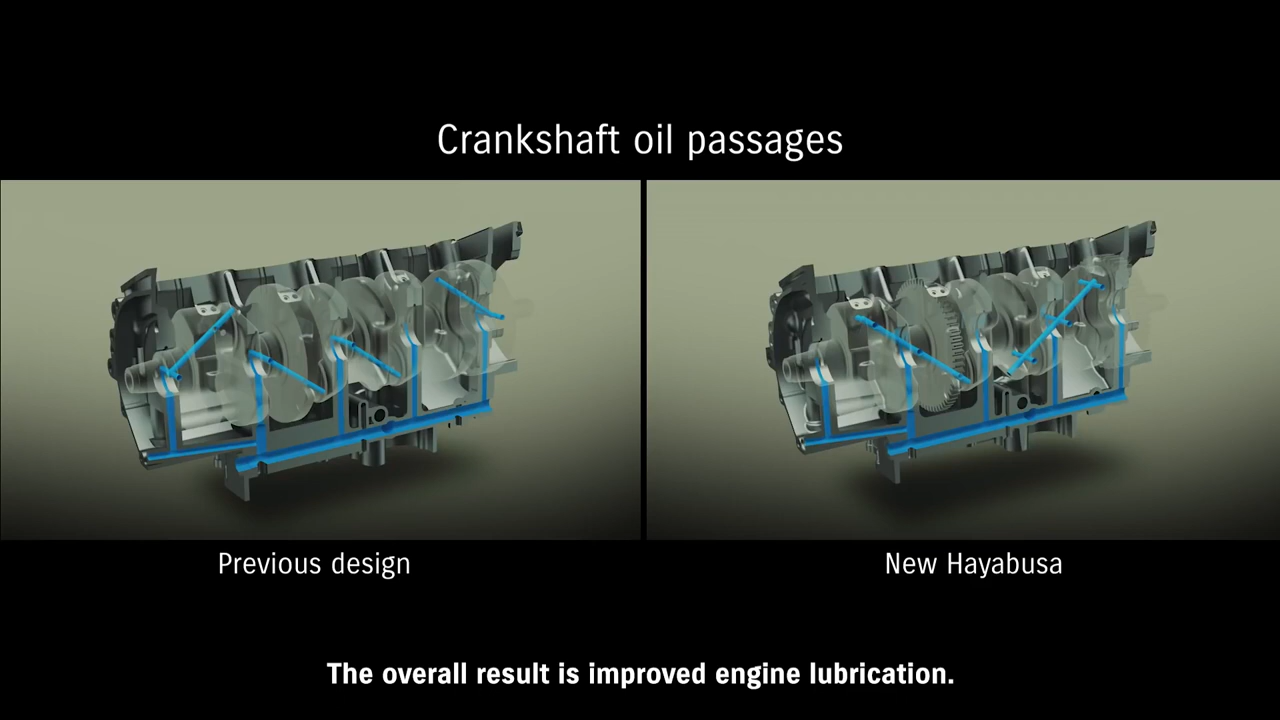 Crankshaft oil passages
Previous design
New Hayabusa
The overall result is improved engine lubrication.